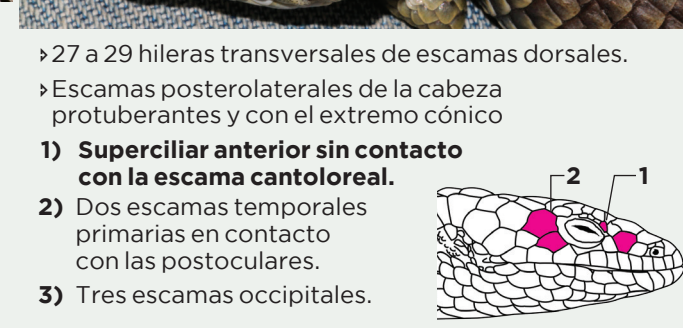 ▸27 a 29 hileras transversales de escamas dorsales.
▸Escamas posterolaterales de la cabeza
protuberantes y con el extremo cónico
1) Superciliar anterior sin contacto
con la escama cantoloreal.
2) Dos escamas temporales
primarias en contacto
con las postoculares.
3) Tres escamas occipitales.
2 1